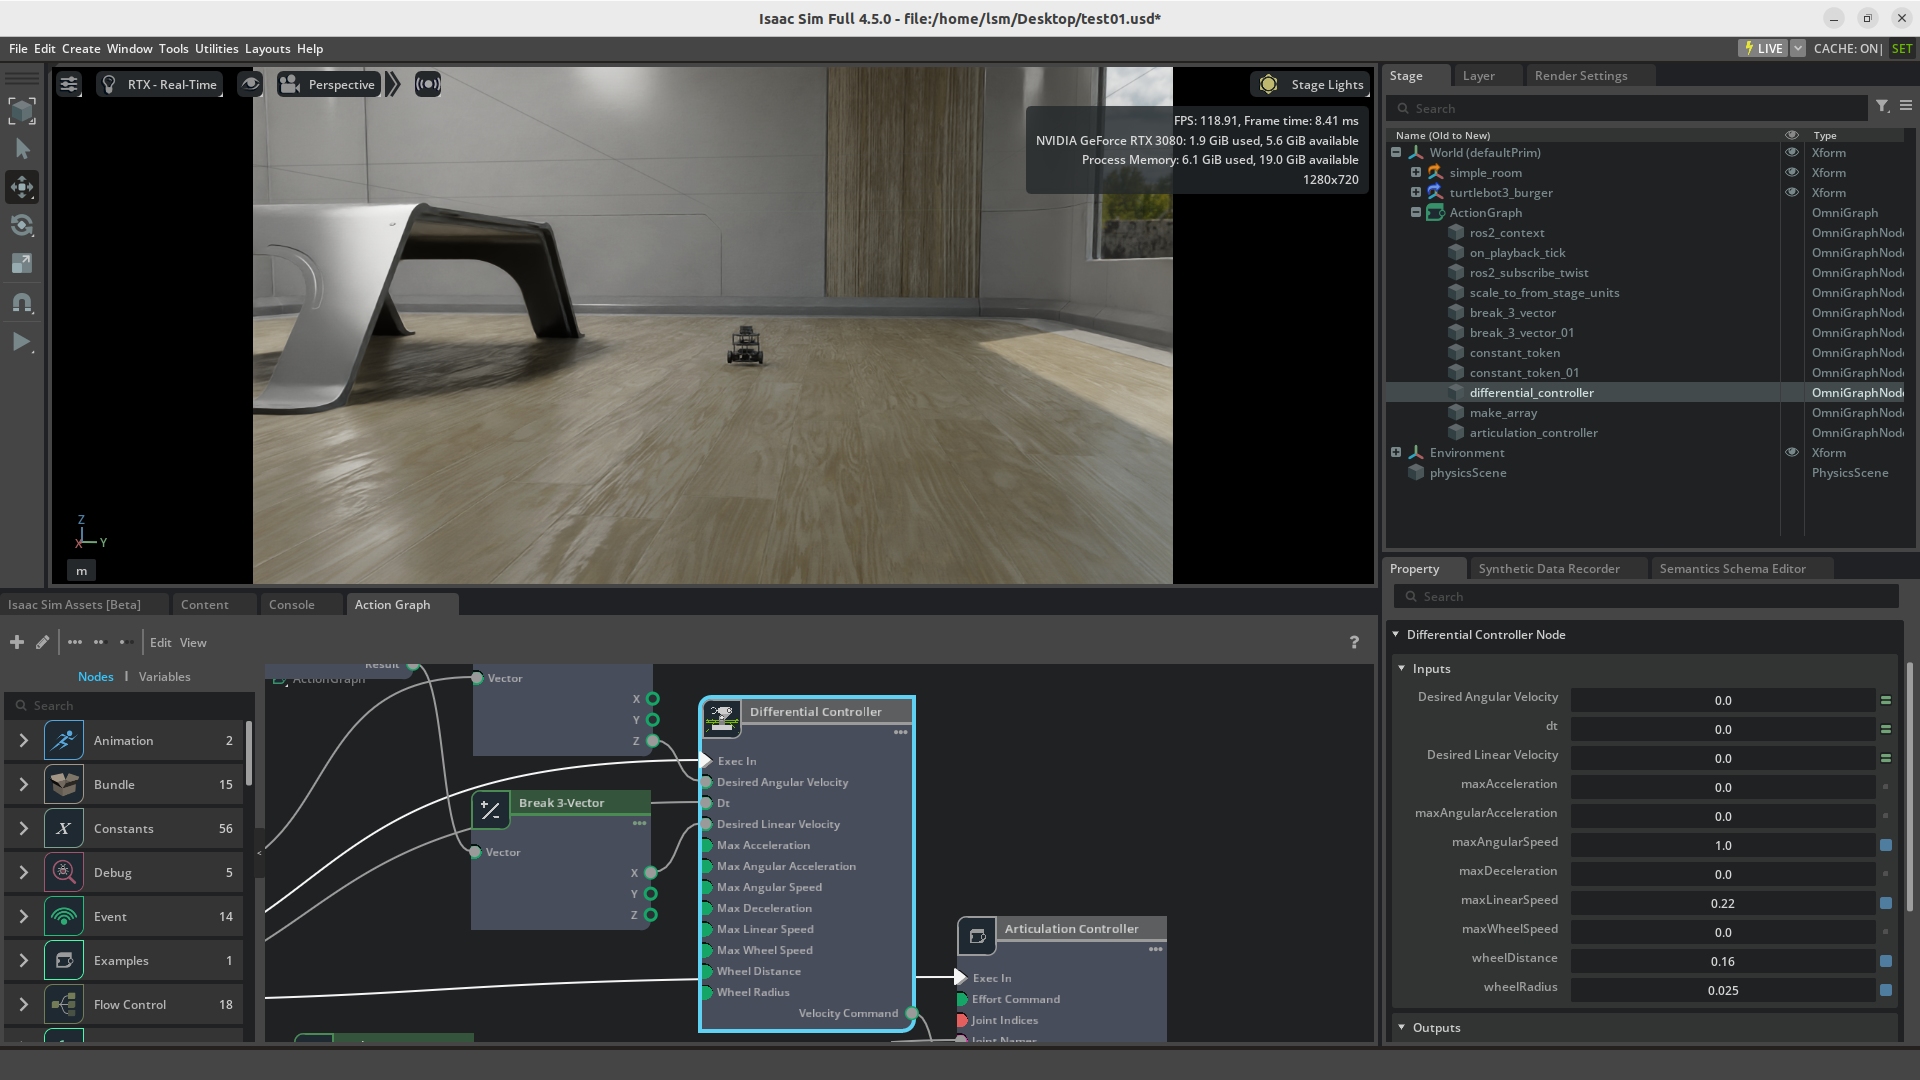 Isaac Sim Full 4.5.0 - file:/home/lsm/Desktop/test01.usd*
File Edit Create Window Tools Utilities Layouts Help
LIVE CACHE: ON| SET
RTX - Real-Time
Perspective
Stage Lights
FPS: 118.91, Frame time: 8.41 ms
NVIDIA GeForce RTX 3080: 1.9 GiB used, 5.6 GiB available
Process Memory: 6.1 GiB used, 19.0 GiB available
1280x720
Z
X Y
m
Stage Layer Render Settings
Search
Name (Old to New) Type
World (defaultPrim) Xform
simple_room Xform
turtlebot3_burger Xform
ActionGraph OmniGraph
ros2_context OmniGraphNode
on_playback_tick OmniGraphNode
ros2_subscribe_twist OmniGraphNode
scale_to_from_stage_units OmniGraphNode
break_3_vector OmniGraphNode
break_3_vector_01 OmniGraphNode
constant_token OmniGraphNode
constant_token_01 OmniGraphNode
differential_controller OmniGraphNode
make_array OmniGraphNode
articulation_controller OmniGraphNode
Environment Xform
physicsScene PhysicsScene
Isaac Sim Assets [Beta] Content Console Action Graph
Edit View ?
Nodes | Variables
Search
Animation 2
Bundle 15
Constants 56
Debug 5
Event 14
Examples 1
Flow Control 18
<
Result
ActionGraph
Vector
X
Y
Z
Break 3-Vector
Vector
X
Y
Z
Differential Controller
Exec In
Desired Angular Velocity
Dt
Desired Linear Velocity
Max Acceleration
Max Angular Acceleration
Max Angular Speed
Max Deceleration
Max Linear Speed
Max Wheel Speed
Wheel Distance
Wheel Radius
Velocity Command
Articulation Controller
Exec In
Effort Command
Joint Indices
Joint Names
Property Synthetic Data Recorder Semantics Schema Editor
Search
Differential Controller Node
Inputs
Desired Angular Velocity 0.0
dt 0.0
Desired Linear Velocity 0.0
maxAcceleration 0.0
maxAngularAcceleration 0.0
maxAngularSpeed 1.0
maxDeceleration 0.0
maxLinearSpeed 0.22
maxWheelSpeed 0.0
wheelDistance 0.16
wheelRadius 0.025
Outputs